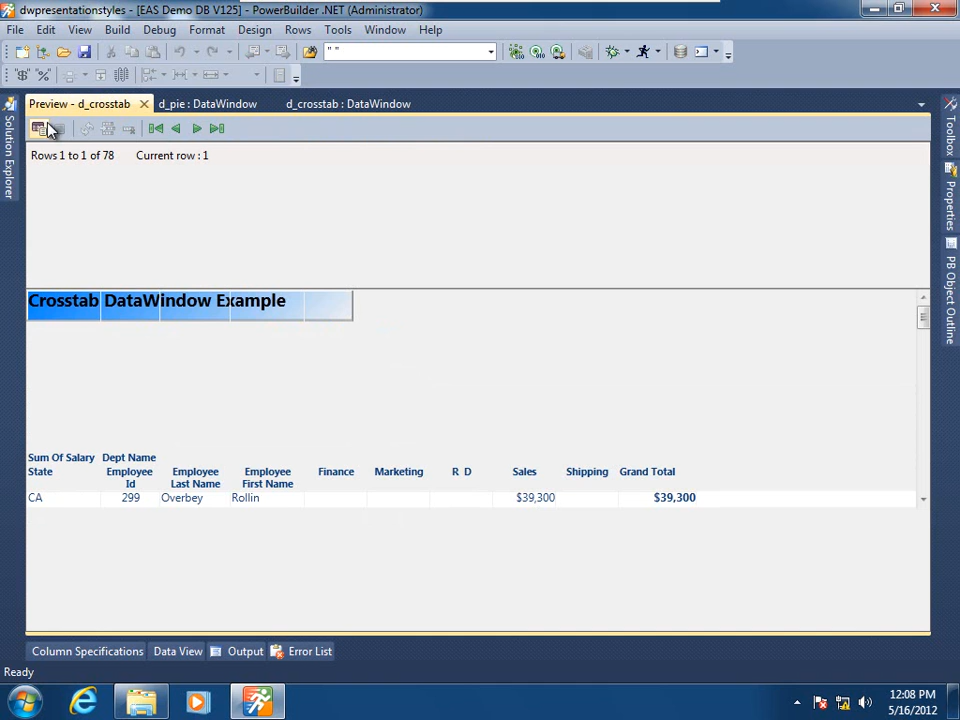 dwpresentationstyles - [EAS Demo DB V125] - PowerBuilder .NET (Administrator)
File Edit View Build Debug Format Design Rows Tools Window Help
" "
"$" "%"
Preview - d_crosstab d_pie : DataWindow d_crosstab : DataWindow
Solution Explorer
Toolbox
Properties
PB Object Outline
Rows 1 to 1 of 78 Current row : 1
Crosstab DataWindow Example
Sum Of Salary Dept Name
State Employee Id Employee Last Name Employee First Name Finance Marketing R D Sales Shipping Grand Total
CA 299 Overbey Rollin $39,300 $39,300
Column Specifications Data View Output Error List
Ready
12:08 PM
5/16/2012